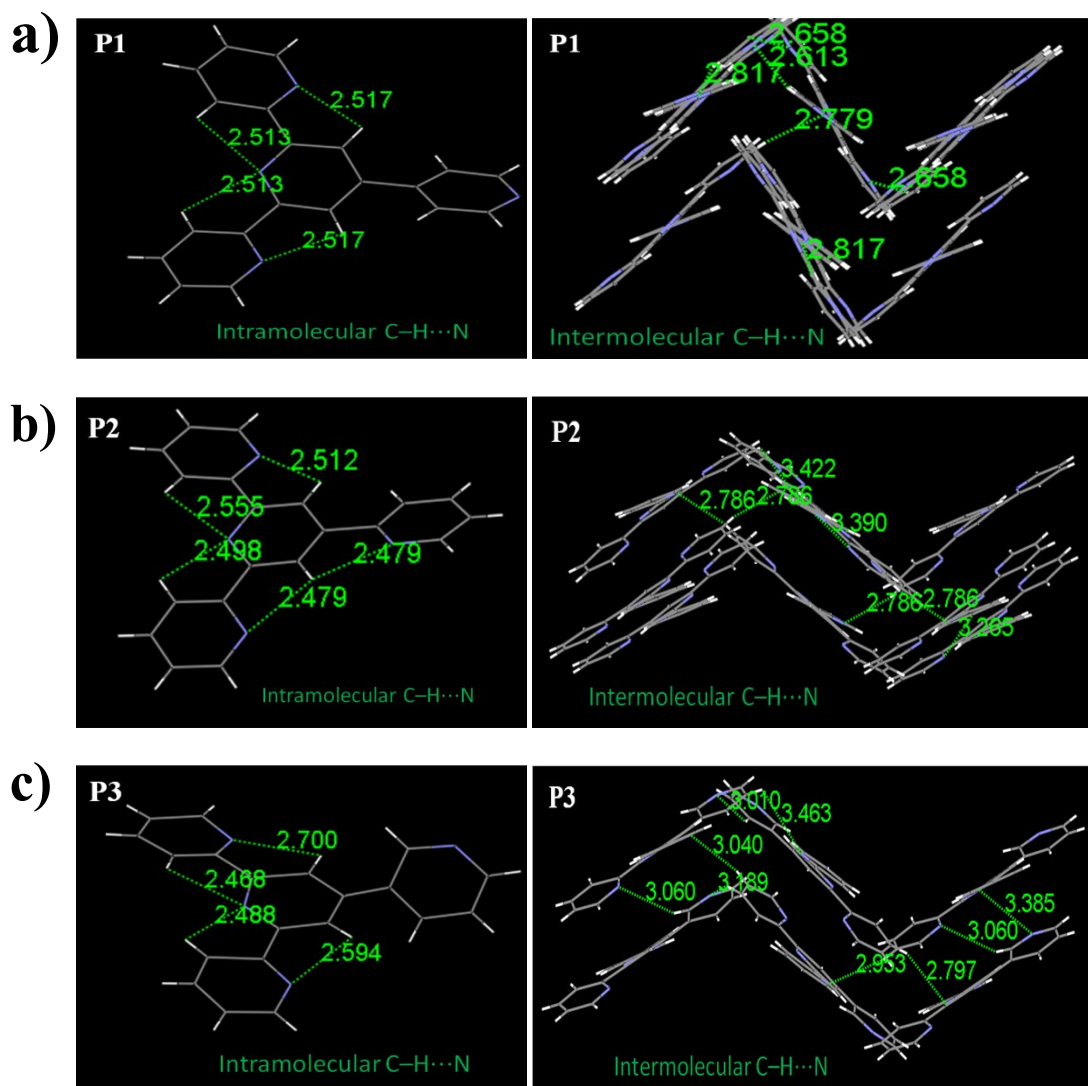 a)
P1
2.517
2.513
2.513
2.517
Intramolecular C–H···N
P1
2.658
2.613
2.817
2.779
2.658
2.817
Intermolecular C–H···N
b)
P2
2.512
2.555
2.498
2.479
2.479
Intramolecular C–H···N
P2
3.422
2.786
2.786
3.390
2.786
2.786
3.265
Intermolecular C–H···N
c)
P3
2.700
2.468
2.488
2.594
Intramolecular C–H···N
P3
3.010
3.463
3.040
3.189
3.060
3.385
3.060
2.953
2.797
Intermolecular C–H···N